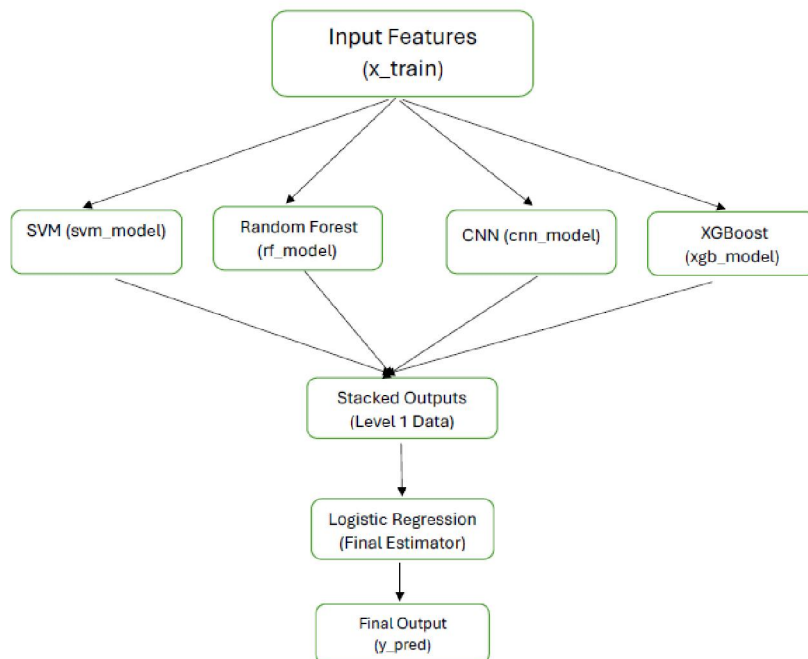 Input Features
(x_train)
SVM (svm_model)
Random Forest
(rf_model)
CNN (cnn_model)
XGBoost
(xgb_model)
Stacked Outputs
(Level 1 Data)
Logistic Regression
(Final Estimator)
Final Output
(y_pred)